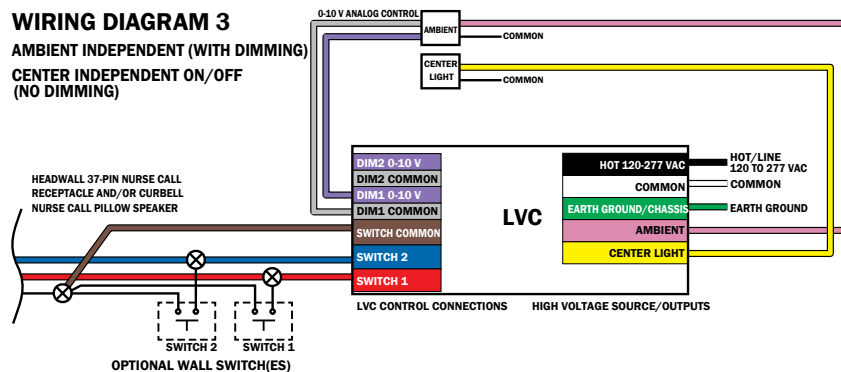 WIRING DIAGRAM 3
AMBIENT INDEPENDENT (WITH DIMMING)
CENTER INDEPENDENT ON/OFF
(NO DIMMING)
0-10 V ANALOG CONTROL
AMBIENT
COMMON
CENTER
LIGHT
COMMON
HEADWALL 37-PIN NURSE CALL
RECEPTACLE AND/OR CURBELL
NURSE CALL PILLOW SPEAKER
DIM2 0-10 V
DIM2 COMMON
DIM1 0-10 V
DIM1 COMMON
SWITCH COMMON
SWITCH 2
SWITCH 1
LVC
HOT 120-277 VAC
COMMON
EARTH GROUND/CHASSIS
AMBIENT
CENTER LIGHT
HOT/LINE
120 TO 277 VAC
COMMON
EARTH GROUND
LVC CONTROL CONNECTIONS
HIGH VOLTAGE SOURCE/OUTPUTS
SWITCH 2
SWITCH 1
OPTIONAL WALL SWITCH(ES)